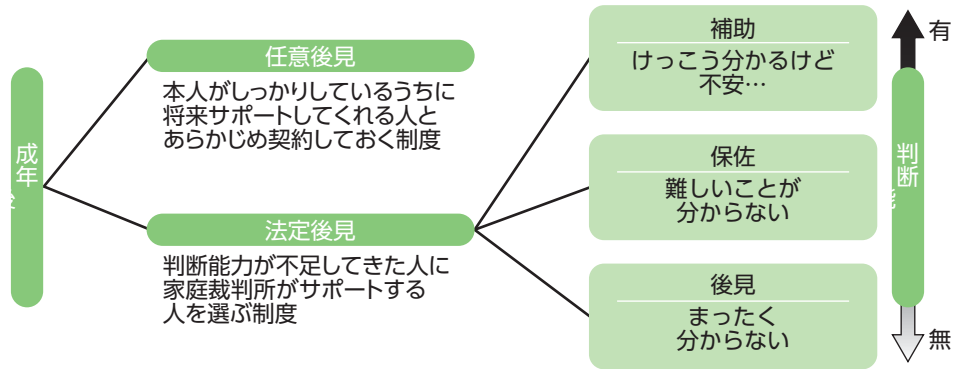 成年
任意後見
本人がしっかりしているうちに
将来サポートしてくれる人と
あらかじめ契約しておく制度
法定後見
判断能力が不足してきた人に
家庭裁判所がサポートする
人を選ぶ制度
補助
けっこう分かるけど
不安…
保佐
難しいことが
分からない
後見
まったく
分からない
有
判断
無